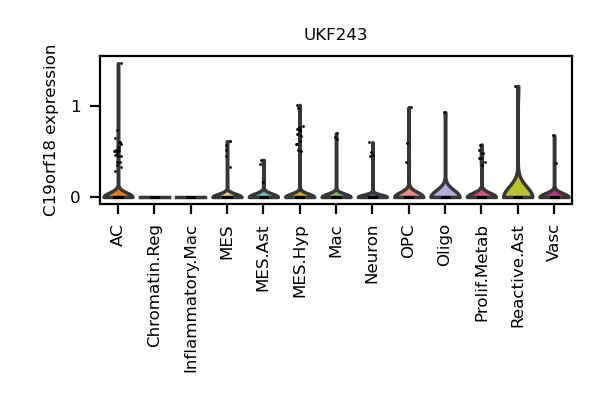 UKF243
C19orf18 expression
1
0
AC
Chromatin.Reg
Inflammatory.Mac
MES
MES.Ast
MES.Hyp
Mac
Neuron
OPC
Oligo
Prolif.Metab
Reactive.Ast
Vasc